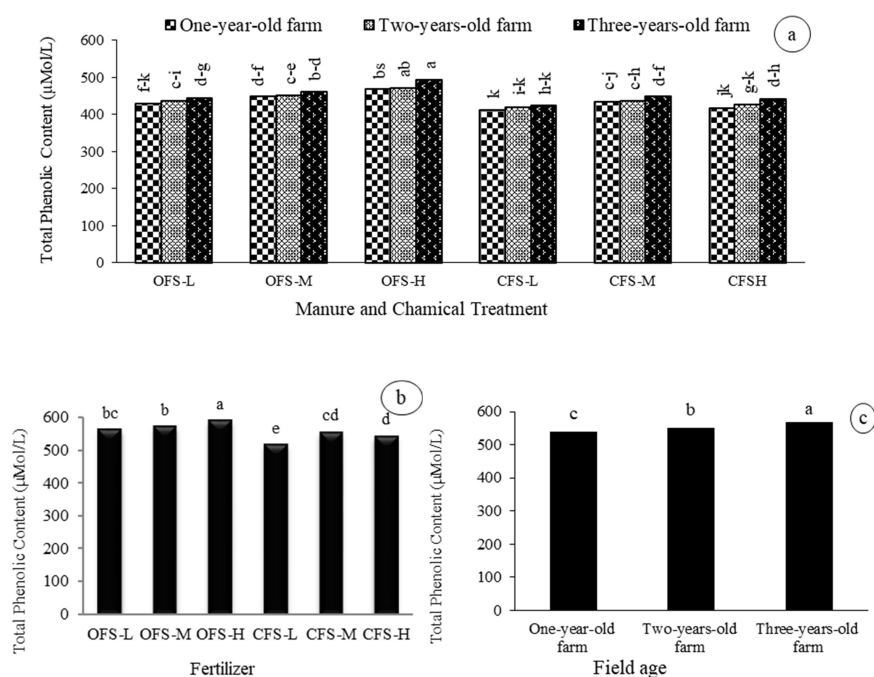 One-year-old farm Two-years-old farm Three-years-old farm
a
Total Phenolic Content (µMol/L)
600
500
400
300
200
100
0
f-k c-i d-g d-f c-e b-d bs ab a k i-k h-k c-j c-h d-f jk g-k d-h
OFS-L OFS-M OFS-H CFS-L CFS-M CFSH
Manure and Chamical Treatment
b
Total Phenolic Content (µMol/L)
600
500
400
300
200
100
0
bc b a e cd d
OFS-L OFS-M OFS-H CFS-L CFS-M CFS-H
Fertilizer
c
Total Phenolic Content (µMol/L)
600
500
400
300
200
100
0
c b a
One-year-old Two-years-old Three-years-old
farm farm farm
Field age